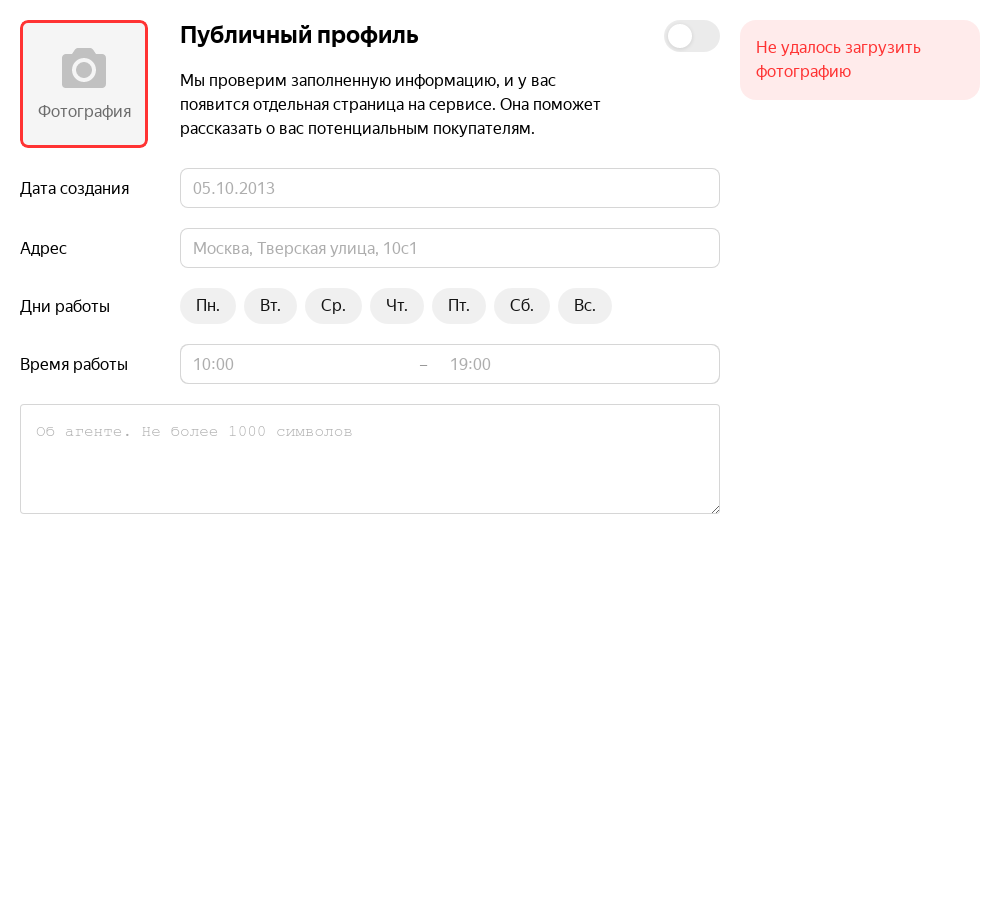 Фотография
Публичный профиль
Мы проверим заполненную информацию, и у вас
появится отдельная страница на сервисе. Она поможет
рассказать о вас потенциальным покупателям.
Не удалось загрузить
фотографию
Дата создания
05.10.2013
Адрес
Москва, Тверская улица, 10с1
Дни работы
Пн. Вт. Ср. Чт. Пт. Сб. Вс.
Время работы
10:00 – 19:00
Об агенте. Не более 1000 символов